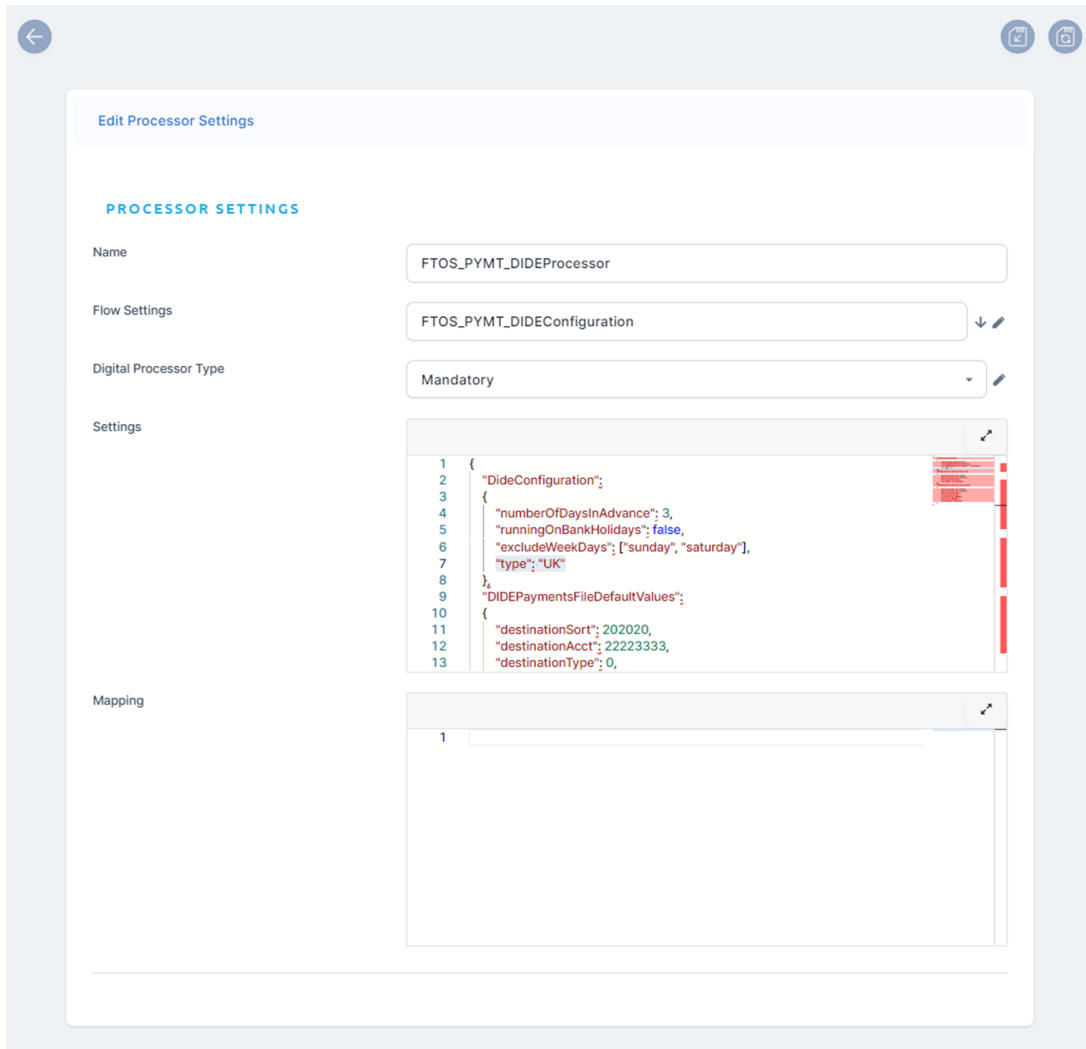 Edit Processor Settings
PROCESSOR SETTINGS
Name
FTOS_PYMT_DIDEProcessor
Flow Settings
FTOS_PYMT_DIDEConfiguration
Digital Processor Type
Mandatory
Settings
1 {
2 "DideConfiguration":
3 {
4 "numberOfDaysInAdvance": 3,
5 "runningOnBankHolidays": false,
6 "excludeWeekDays": ["sunday", "saturday"],
7 "type": "UK"
8 },
9 "DIDEPaymentsFileDefaultValues":
10 {
11 "destinationSort": 202020,
12 "destinationAcct": 22223333,
13 "destinationType": 0,
Mapping
1